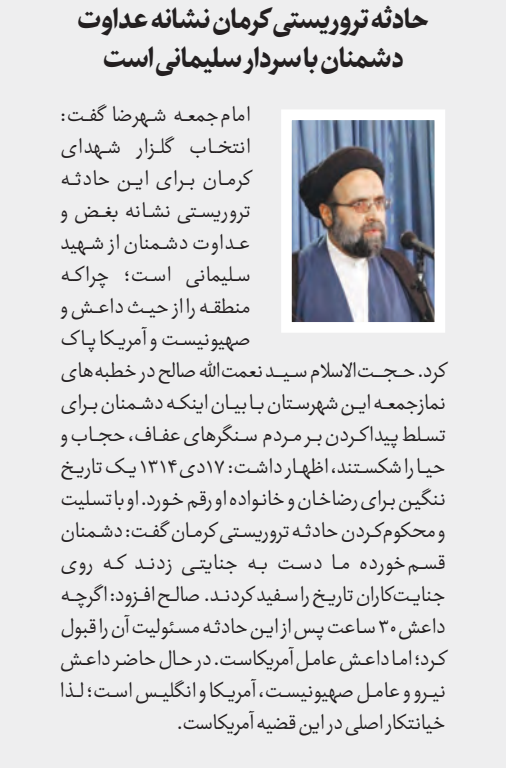 حادثه تروریستی کرمان نشانه عداوت
دشمنان با سردار سلیمانی است
امام جمعه شهرضا گفت:
انتخاب گلزار شهدای
کرمان برای این حادثه
تروریستی نشانه بغض و
عداوت دشمنان از شهید
سلیمانی است؛ چراکه
منطقه را از حیث داعش و
صهیونیست و آمریکا پاک
کرد. حجت‌الاسلام سید نعمت‌الله صالح در خطبه‌های
نمازجمعه این شهرستان با بیان اینکه دشمنان برای
تسلط پیداکردن بر مردم سنگرهای عفاف، حجاب و
حیا را شکستند، اظهار داشت: ۱۷دی ۱۳۱۴ یک تاریخ
ننگین برای رضاخان و خانواده او رقم خورد. او با تسلیت
و محکوم‌کردن حادثه تروریستی کرمان گفت: دشمنان
قسم‌خورده ما دست به جنایتی زدند که روی
جنایت‌کاران تاریخ را سفید کردند. صالح افزود: اگرچه
داعش ۳۰ ساعت پس از این حادثه مسئولیت آن را قبول
کرد؛ اما داعش عامل آمریکاست. در حال حاضر داعش
نیرو و عامل صهیونیست، آمریکا و انگلیس است؛ لذا
خیانتکار اصلی در این قضیه آمریکاست.